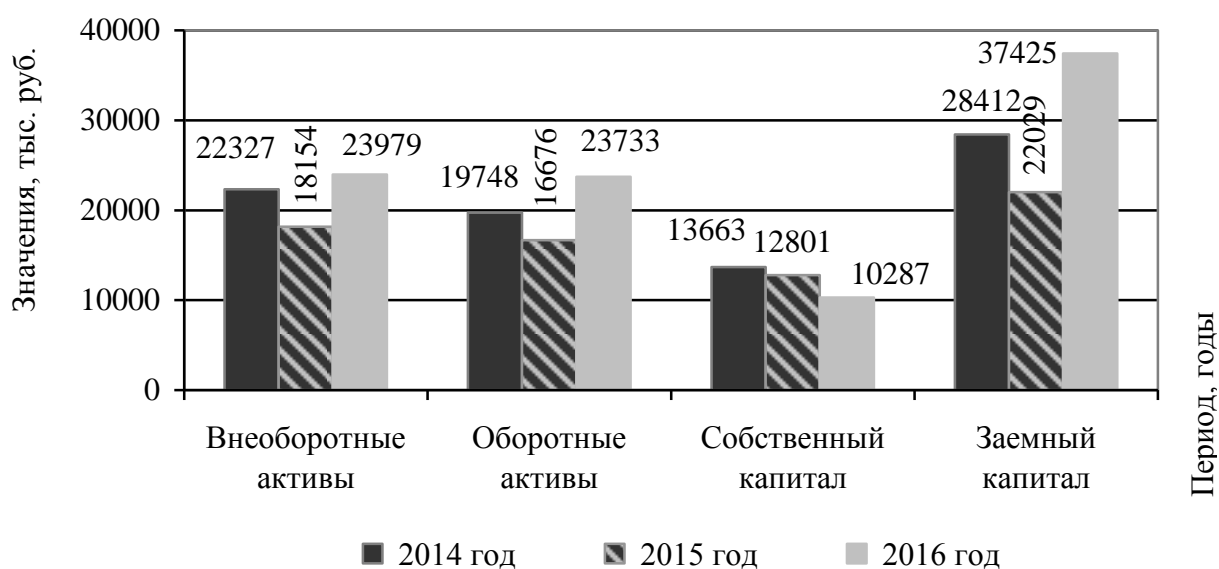 Значения, тыс. руб.
40000
30000
20000
10000
0
22327
18154
23979
19748
16676
23733
13663
12801
10287
28412
22029
37425
Внеоборотные
активы
Оборотные
активы
Собственный
капитал
Заемный
капитал
Период, годы
2014 год
2015 год
2016 год